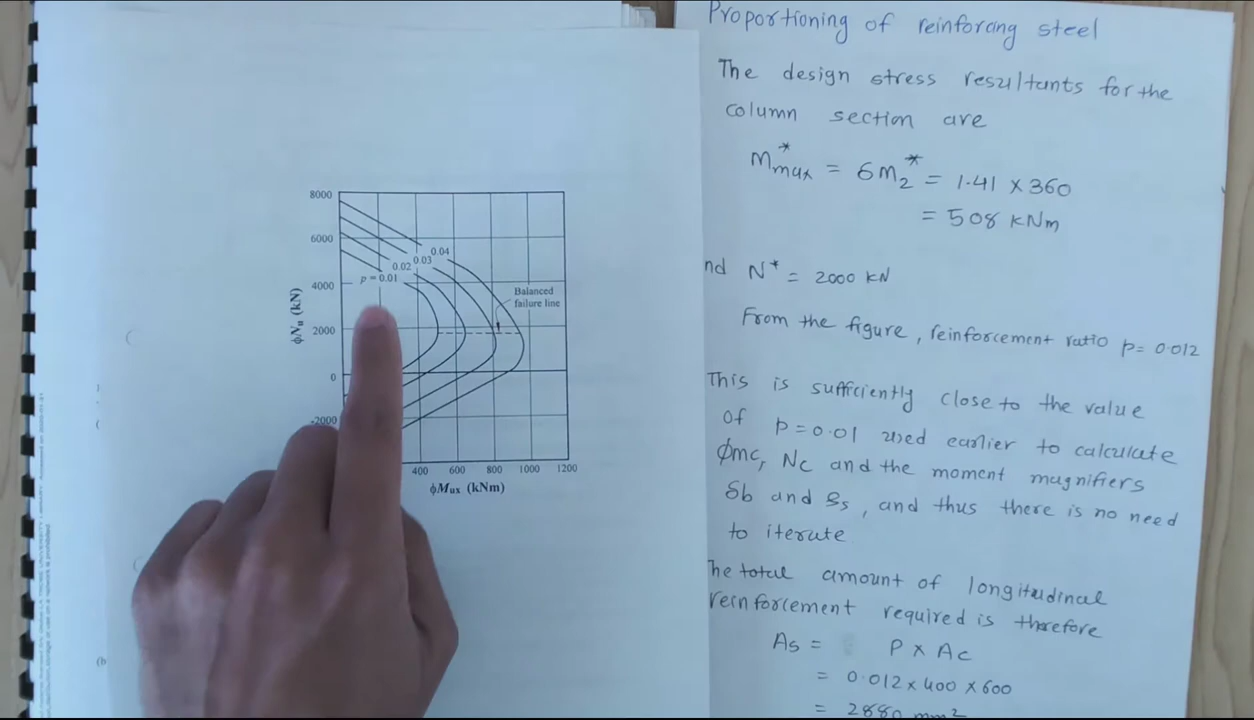 8000
6000
4000
2000
0
-2000
ϕNu (kN)
0.04
0.03
0.02
p = 0.01
Balanced
failure line
400 600 800 1000 1200
ϕMux (kNm)
Proportioning of reinforcing steel
The design stress resultants for the
column section are
M*max = δM*2 = 1.41 x 360
= 508 KNm
nd N* = 2000 KN
From the figure, reinforcement ratio p= 0.012
This is sufficiently close to the value
of p=0.01 used earlier to calculate
ϕmc, Nc and the moment magnifiers
δb and δs, and thus there is no need
to iterate
The total amount of longitudinal
reinforcement required is therefore
As = P x Ac
= 0.012 x 400 x 600
= 2880 mm2